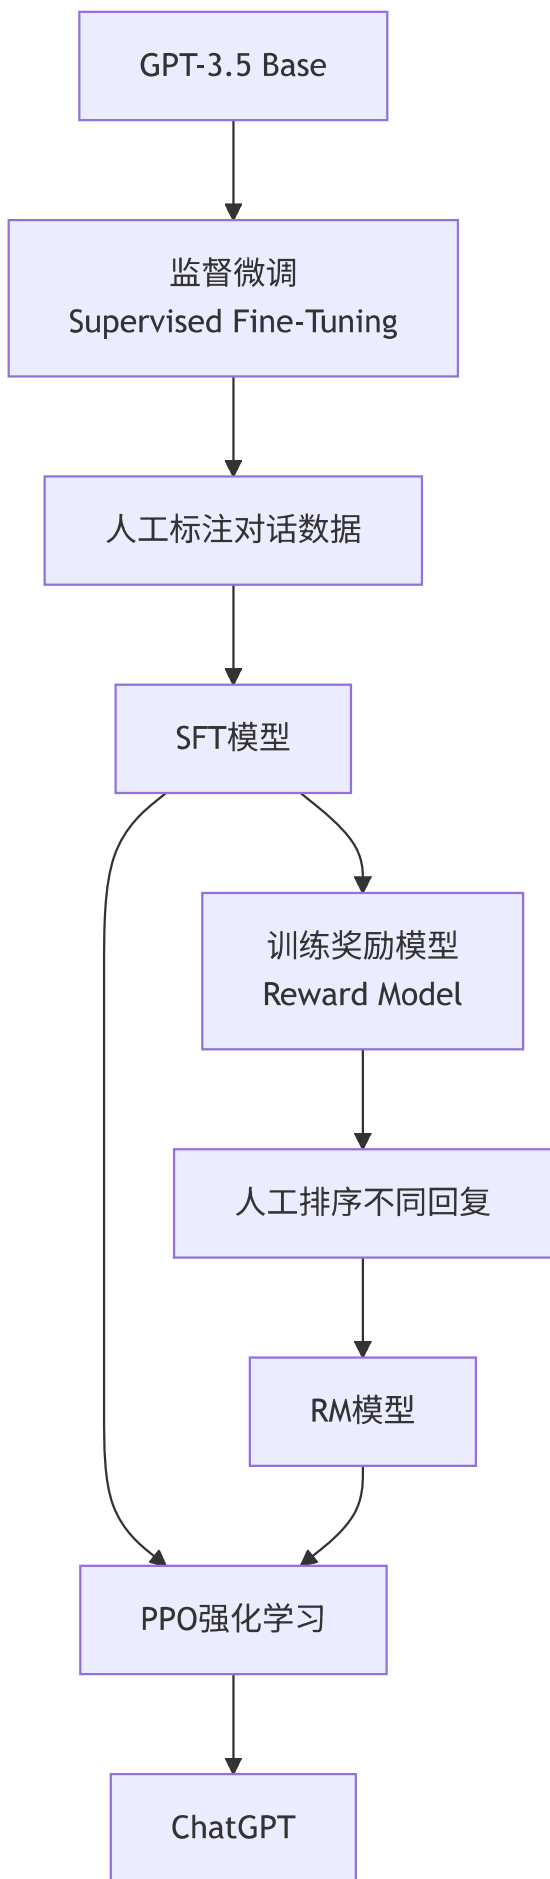 GPT-3.5 Base
监督微调
Supervised Fine-Tuning
人工标注对话数据
SFT模型
训练奖励模型
Reward Model
人工排序不同回复
RM模型
PPO强化学习
ChatGPT